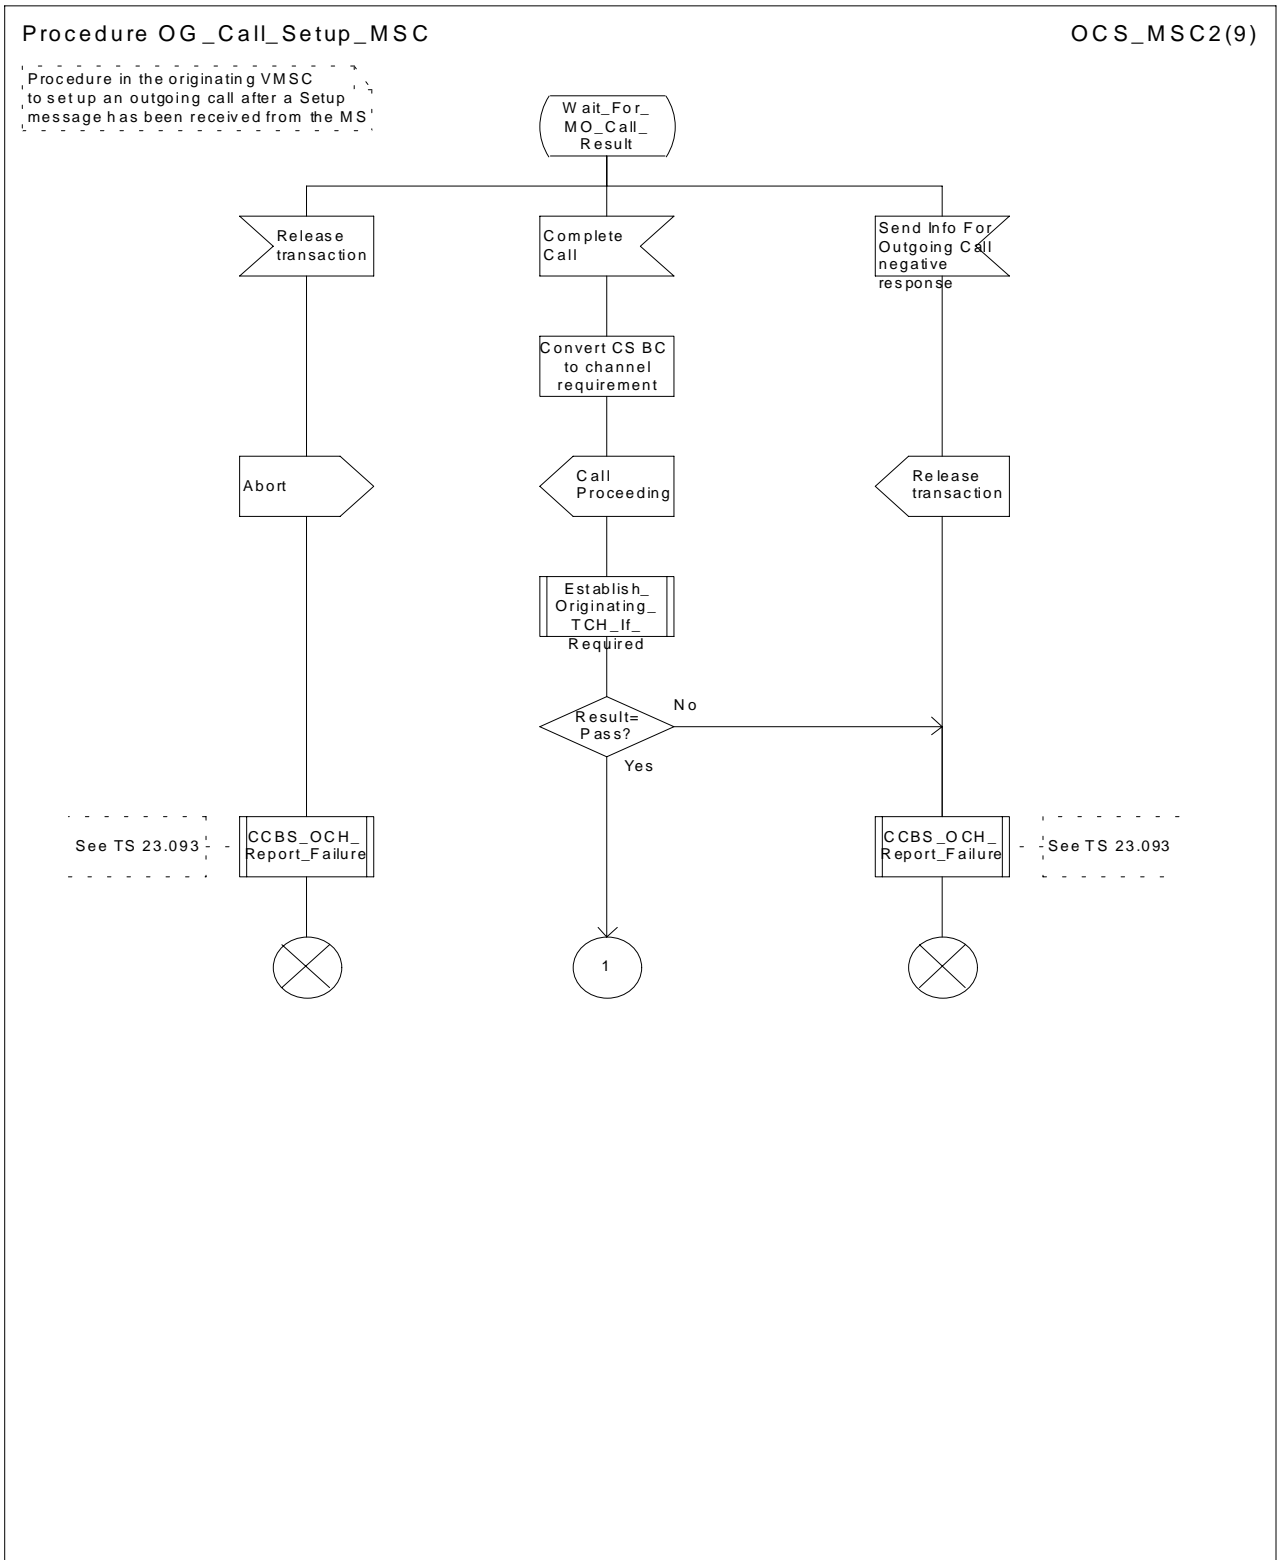 Procedure OG_Call_Setup_MSC
OCS_MSC2(9)
Procedure in the originating VMSC
to set up an outgoing call after a Setup
message has been received from the MS
Wait_For_
MO_Call_
Result
Release
transaction
Complete
Call
Send Info For
Outgoing Call
negative
response
Convert CS BC
to channel
requirement
Abort
Call
Proceeding
Release
transaction
Establish_
Originating_
TCH_If_
Required
Result=
Pass?
No
Yes
See TS 23.093
CCBS_OCH_
Report_Failure
CCBS_OCH_
Report_Failure
See TS 23.093
1